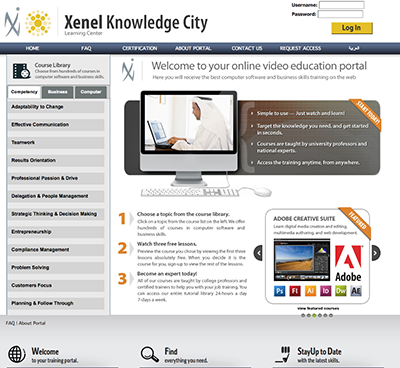 Xenel Knowledge City
Learning Center
Username:
Password:
Log In
HOME FAQ CERTIFICATION ABOUT PORTAL CONTACT US REQUEST ACCESS العربية
Course Library
Choose from hundreds of courses in
computer and business skills.
Competency Business Computer
Adaptability to Change
Effective Communication
Teamwork
Results Orientation
Professional Passion & Drive
Delegation & People Management
Strategic Thinking & Decision Making
Entrepreneurship
Compliance Management
Problem Solving
Customers Focus
Planning & Follow Through
Welcome to your online video education portal
Here you will receive the best computer software and business skills training on the web
START TODAY!
Simple to use — Just watch and learn!
Target the knowledge you need, and get started
in seconds.
Courses are taught by university professors and
national experts.
Access the training anytime, from anywhere.
1 Choose a topic from the course library.
Click on a topic from the course list on the left. We offer
hundreds of courses in computer software and
business skills.
2 Watch three free lessons.
Preview the course you chose by viewing the first three
lessons absolutely free. When you decide it is the
course for you, sign-up to view the rest of the lessons.
3 Become an expert today!
All of our courses are taught by college professors and
certified trainers to help you with your job training. You
can access our entire tutorial library 24-hours a day
7-days a week.
FEATURED
ADOBE CREATIVE SUITE
Learn digital media creation and editing,
multimedia authoring, and web development.
Adobe
Ps Fl Ai Id Dw Ae
view featured courses
FAQ | About Portal
Welcome
to your training portal.
Find
everything you need.
StayUp to Date
with the latest skills.